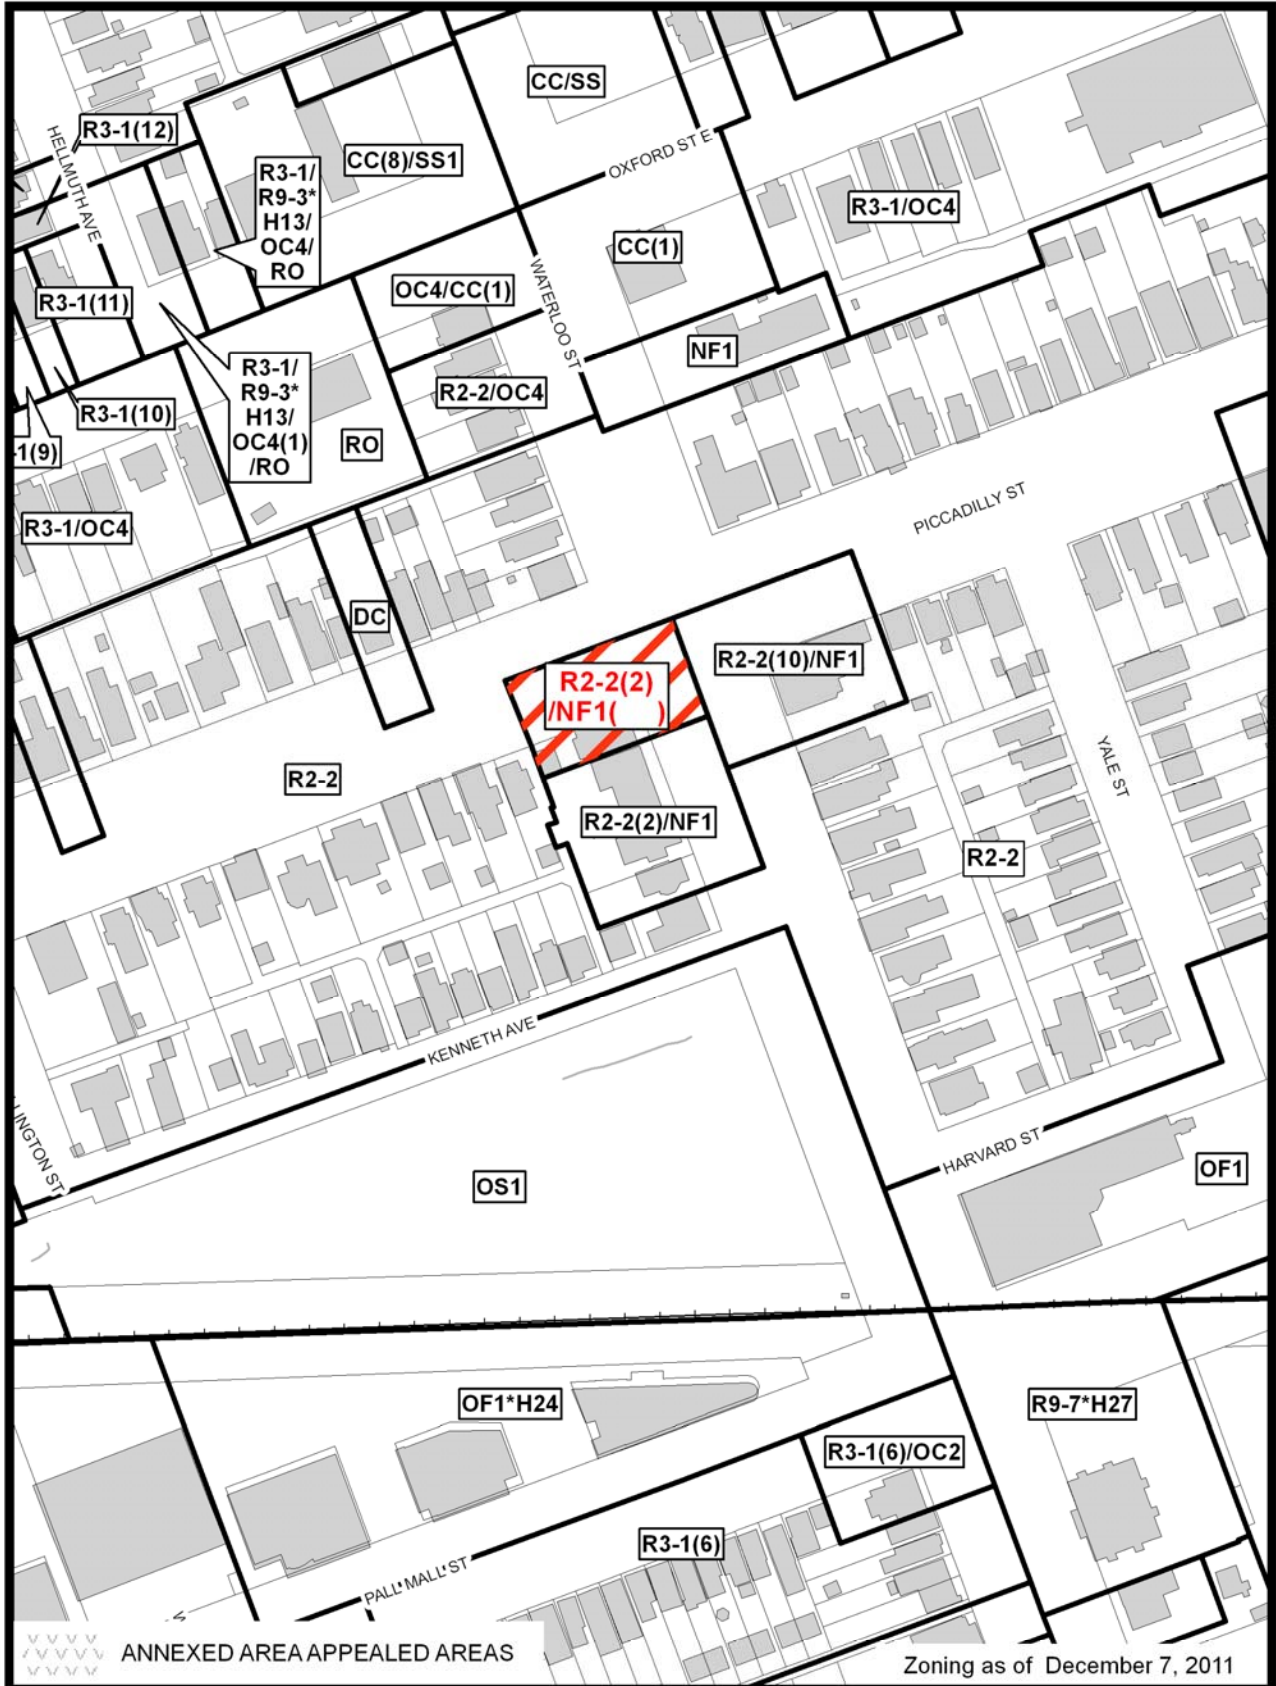 CC/SS
R3-1(12)
HELLMUTH AVE
R3-1/
R9-3*
H13/
OC4/
RO
CC(8)/SS1
OXFORD ST E
R3-1/OC4
CC(1)
OC4/CC(1)
WATERLOO ST
R3-1(11)
NF1
R3-1/
R9-3*
H13/
OC4(1)
/RO
R2-2/OC4
R3-1(10)
-1(9)
RO
R3-1/OC4
PICCADILLY ST
DC
R2-2(10)/NF1
R2-2(2)
/NF1( )
R2-2
YALE ST
R2-2(2)/NF1
R2-2
KENNETH AVE
LINGTON ST
HARVARD ST
OF1
OS1
OF1*H24
R9-7*H27
R3-1(6)/OC2
R3-1(6)
PALL MALL ST
ANNEXED AREA APPEALED AREAS
Zoning as of December 7, 2011